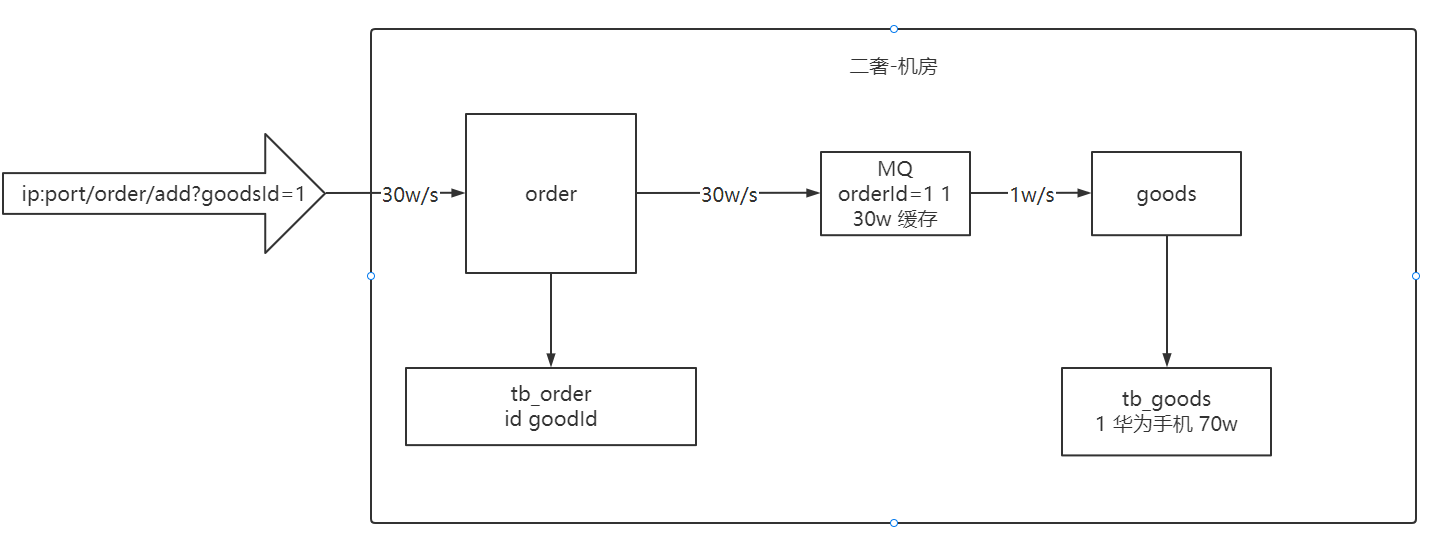 二奢-机房
ip:port/order/add?goodsId=1
30w/s
order
30w/s
MQ
orderId=1 1
30w 缓存
1w/s
goods
tb_order
id goodId
tb_goods
1 华为手机 70w